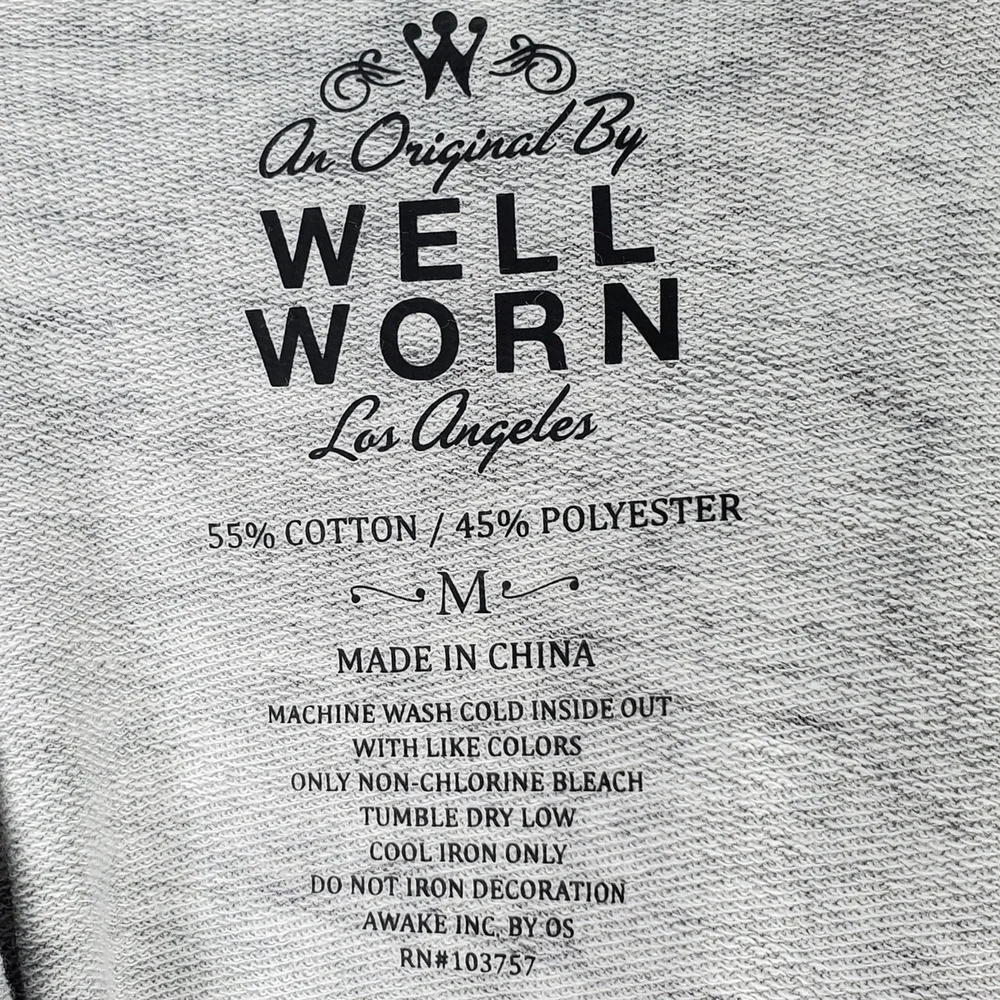 W
An Original By
WELL
WORN
Los Angeles
55% COTTON / 45% POLYESTER
M
MADE IN CHINA
MACHINE WASH COLD INSIDE OUT
WITH LIKE COLORS
ONLY NON-CHLORINE BLEACH
TUMBLE DRY LOW
COOL IRON ONLY
DO NOT IRON DECORATION
AWAKE INC. BY OS
RN#103757